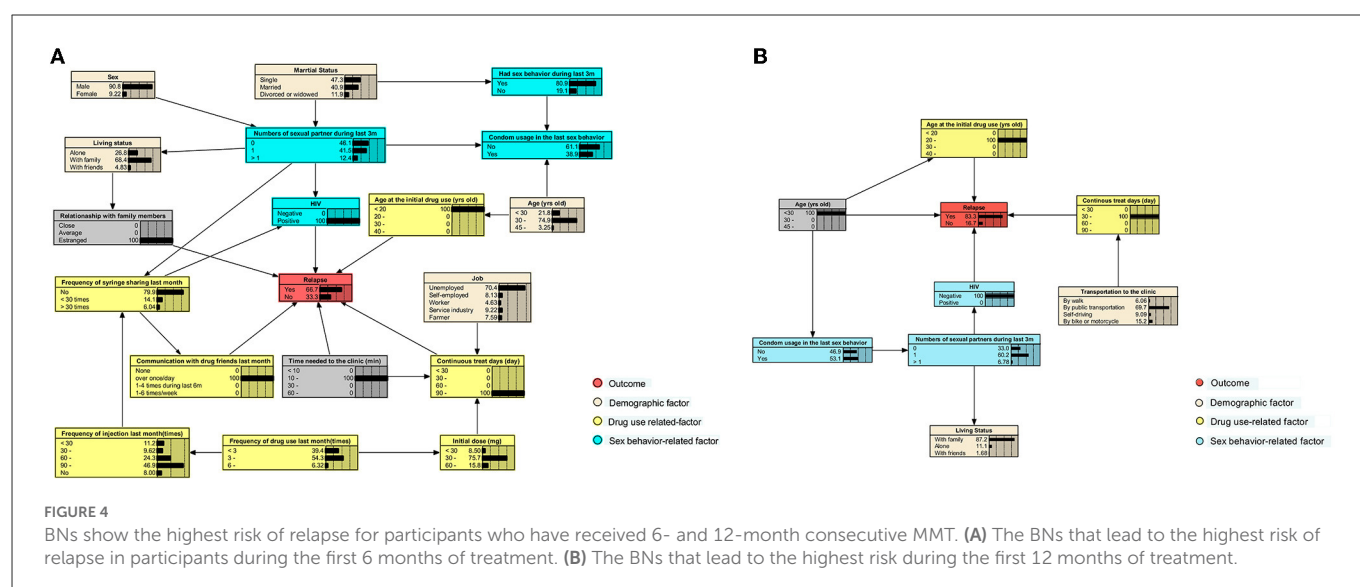 A
Sex
Male 90.8
Female 9.22
Marrtial Status
Single 47.3
Married 40.9
Divorced or widowed 11.9
Had sex behavior during last 3m
Yes 80.9
No 19.1
Living status
Alone 26.8
With family 68.4
With friends 4.83
Numbers of sexual partner during last 3m
0 46.1
1 41.5
> 1 12.4
Condom usage in the last sex behavior
No 61.1
Yes 38.9
Relationship with family members
Close 0
Average 0
Estranged 100
HIV
Negative 0
Positive 100
Age at the initial drug use (yrs old)
< 20 100
20 - 0
30 - 0
40 - 0
Age (yrs old)
< 30 21.8
30 - 74.9
45 - 3.25
Frequency of syringe sharing last month
No 79.9
< 30 times 14.1
> 30 times 6.04
Relapse
Yes 66.7
No 33.3
Job
Unemployed 70.4
Self-employed 8.13
Worker 4.63
Service industry 9.22
Farmer 7.59
Communication with drug friends last month
None 0
over once/day 100
1-4 times during last 6m 0
1-6 times/week 0
Time needed to the clinic (min)
< 10 0
10 - 100
30 - 0
60 - 0
Continuous treat days (day)
< 30 0
30 - 0
60 - 0
90 - 100
Frequency of injection last month(times)
< 30 11.2
30 - 9.62
60 - 24.3
90 - 46.9
No 8.00
Frequency of drug use last month(times)
< 3 39.4
3 - 54.3
6 - 6.32
Initial dose (mg)
< 30 8.50
30 - 75.7
60 - 15.8
Outcome
Demographic factor
Drug use related-factor
Sex behavior-related factor
B
Age at the initial drug use (yrs old)
< 20 0
20 - 100
30 - 0
40 - 0
Age (yrs old)
<30 100
30 - 0
45 - 0
Relapse
Yes 83.3
No 16.7
Continous treat days (day)
< 30 0
30 - 100
60 - 0
90 - 0
HIV
Negative 100
Positive 0
Transportation to the clinic
By walk 6.06
By public transportation 69.7
Self-driving 9.09
By bike or motorcycle 15.2
Condom usage in the last sex behavior
No 46.9
Yes 53.1
Numbers of sexual partners during last 3m
0 33.0
1 60.2
> 1 6.78
Living Status
With family 87.2
Alone 11.1
With friends 1.68
Outcome
Demographic factor
Drug use-related factor
Sex behavior-related factor
FIGURE 4
BNs show the highest risk of relapse for participants who have received 6- and 12-month consecutive MMT. (A) The BNs that lead to the highest risk of
relapse in participants during the first 6 months of treatment. (B) The BNs that lead to the highest risk during the first 12 months of treatment.